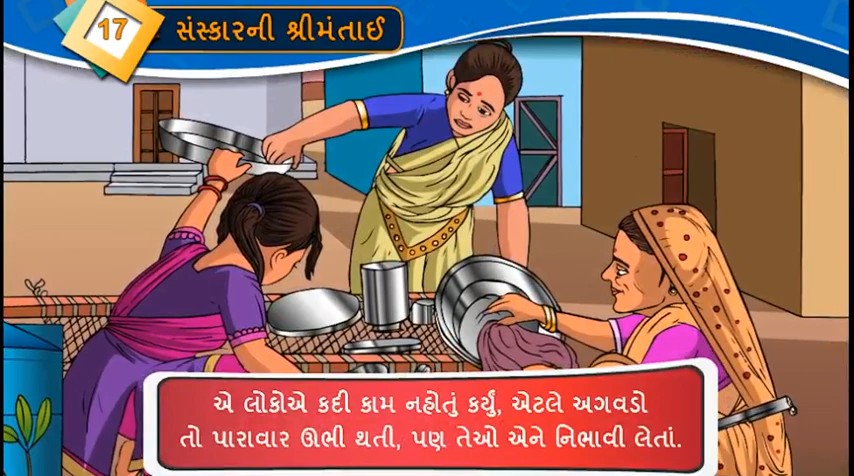 17
સંસ્કારની શ્રીમંતાઈ
એ લોકોએ કદી કામ નહોતું કર્યું, એટલે અગવડો
તો પારાવાર ઊભી થતી, પણ તેઓ એને નિભાવી લેતાં.